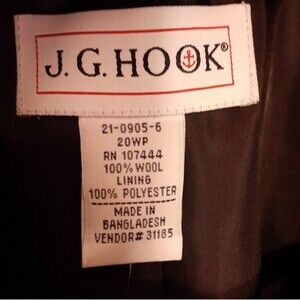 J.G.HOOK®
21-0905-6
20WP
RN 107444
100% WOOL
LINING
100% POLYESTER
MADE IN
BANGLADESH
VENDOR# 31185